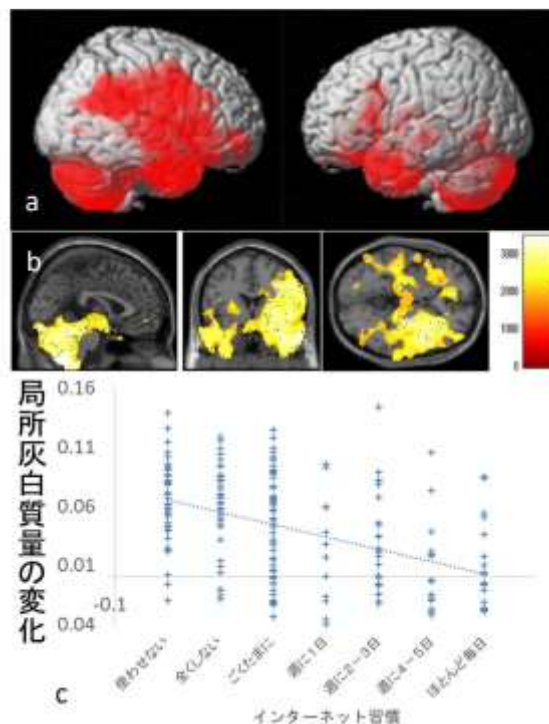 a
b
3000
2000
1000
0
局所灰白質量の変化
0.16
0.11
0.06
0.01
-0.1
0.04
使わせない
全くしない
ごくたまに
週に1日
週に2-3日
週に4-5日
ほとんど毎日
c
インターネット習慣